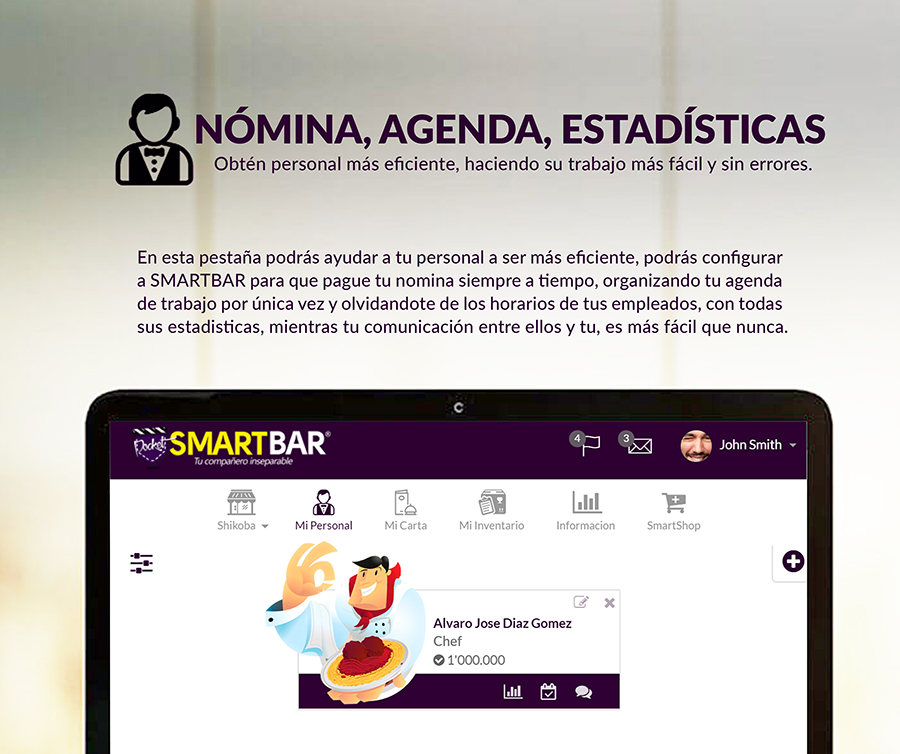 NÓMINA, AGENDA, ESTADÍSTICAS
Obtén personal más eficiente, haciendo su trabajo más fácil y sin errores.
En esta pestaña podrás ayudar a tu personal a ser más eficiente, podrás configurar
a SMARTBAR para que pague tu nomina siempre a tiempo, organizando tu agenda
de trabajo por única vez y olvidandote de los horarios de tus empleados, con todas
sus estadisticas, mientras tu comunicación entre ellos y tu, es más fácil que nunca.
Pocket SMARTBAR®
Tu compañero inseparable
4
3
John Smith
Shikoba
Mi Personal
Mi Carta
Mi Inventario
Informacion
SmartShop
Alvaro Jose Diaz Gomez
Chef
1'000.000